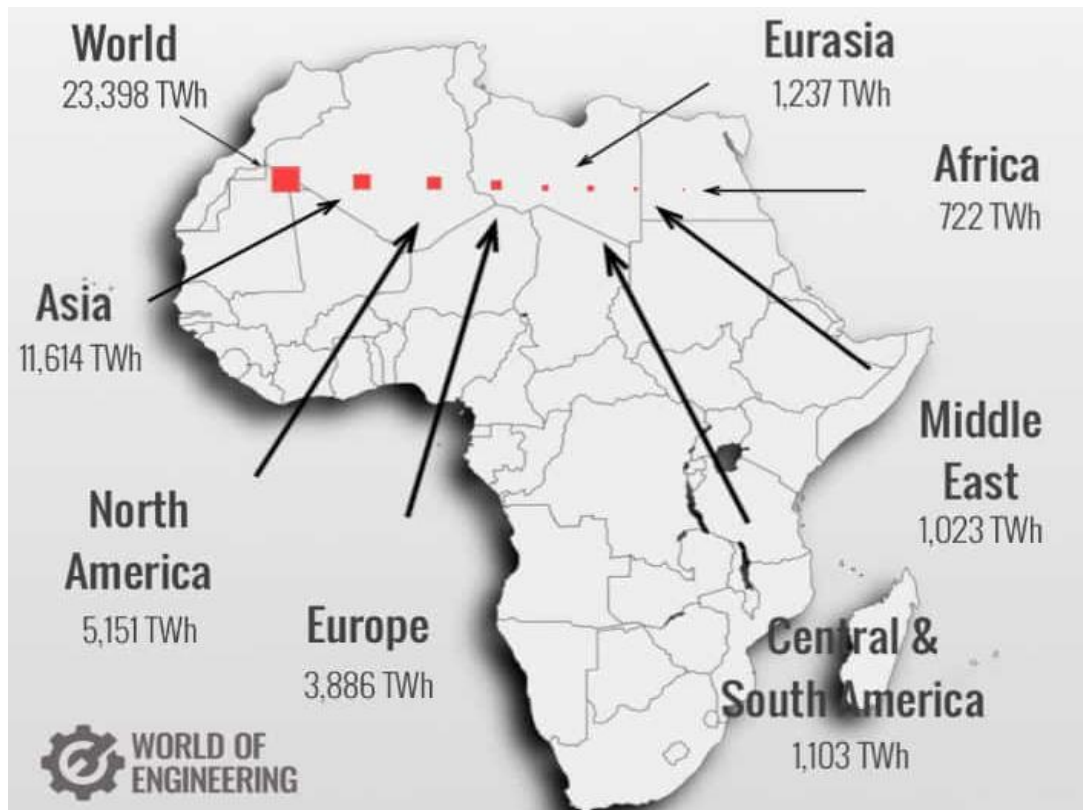 World
23,398 TWh
Eurasia
1,237 TWh
Africa
722 TWh
Asia
11,614 TWh
Middle
East
1,023 TWh
North
America
5,151 TWh
Europe
3,886 TWh
Central &
South America
1,103 TWh
WORLD OF
ENGINEERING